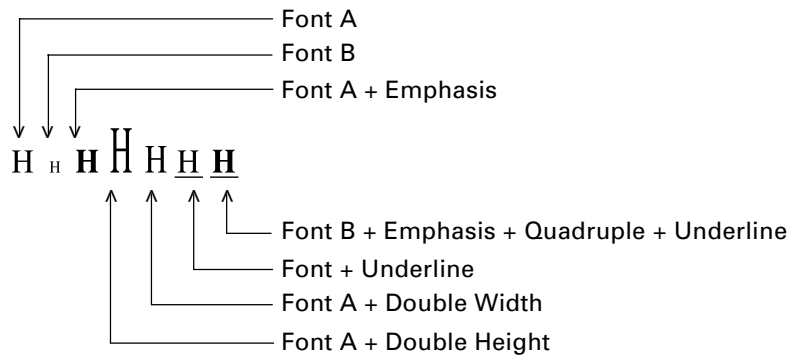 Font A
Font B
Font A + Emphasis
H H H H H H H
Font B + Emphasis + Quadruple + Underline
Font + Underline
Font A + Double Width
Font A + Double Height